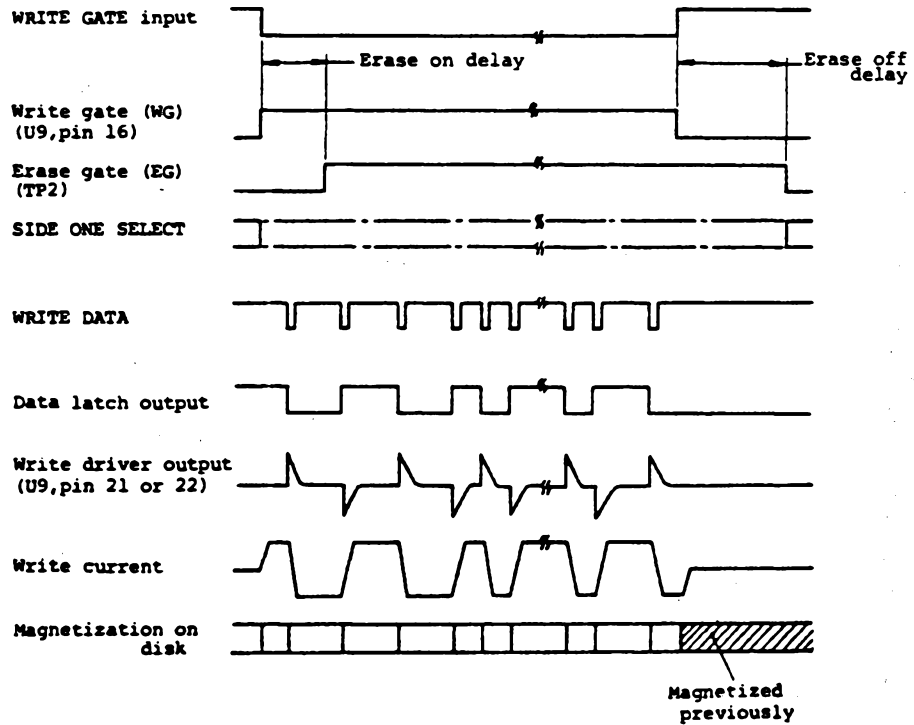 WRITE GATE input
Erase on delay
Erase off
delay
Write gate (WG)
(U9,pin 16)
Erase gate (EG)
(TP2)
SIDE ONE SELECT
WRITE DATA
Data latch output
Write driver output
(U9,pin 21 or 22)
Write current
Magnetization on
disk
Magnetized
previously